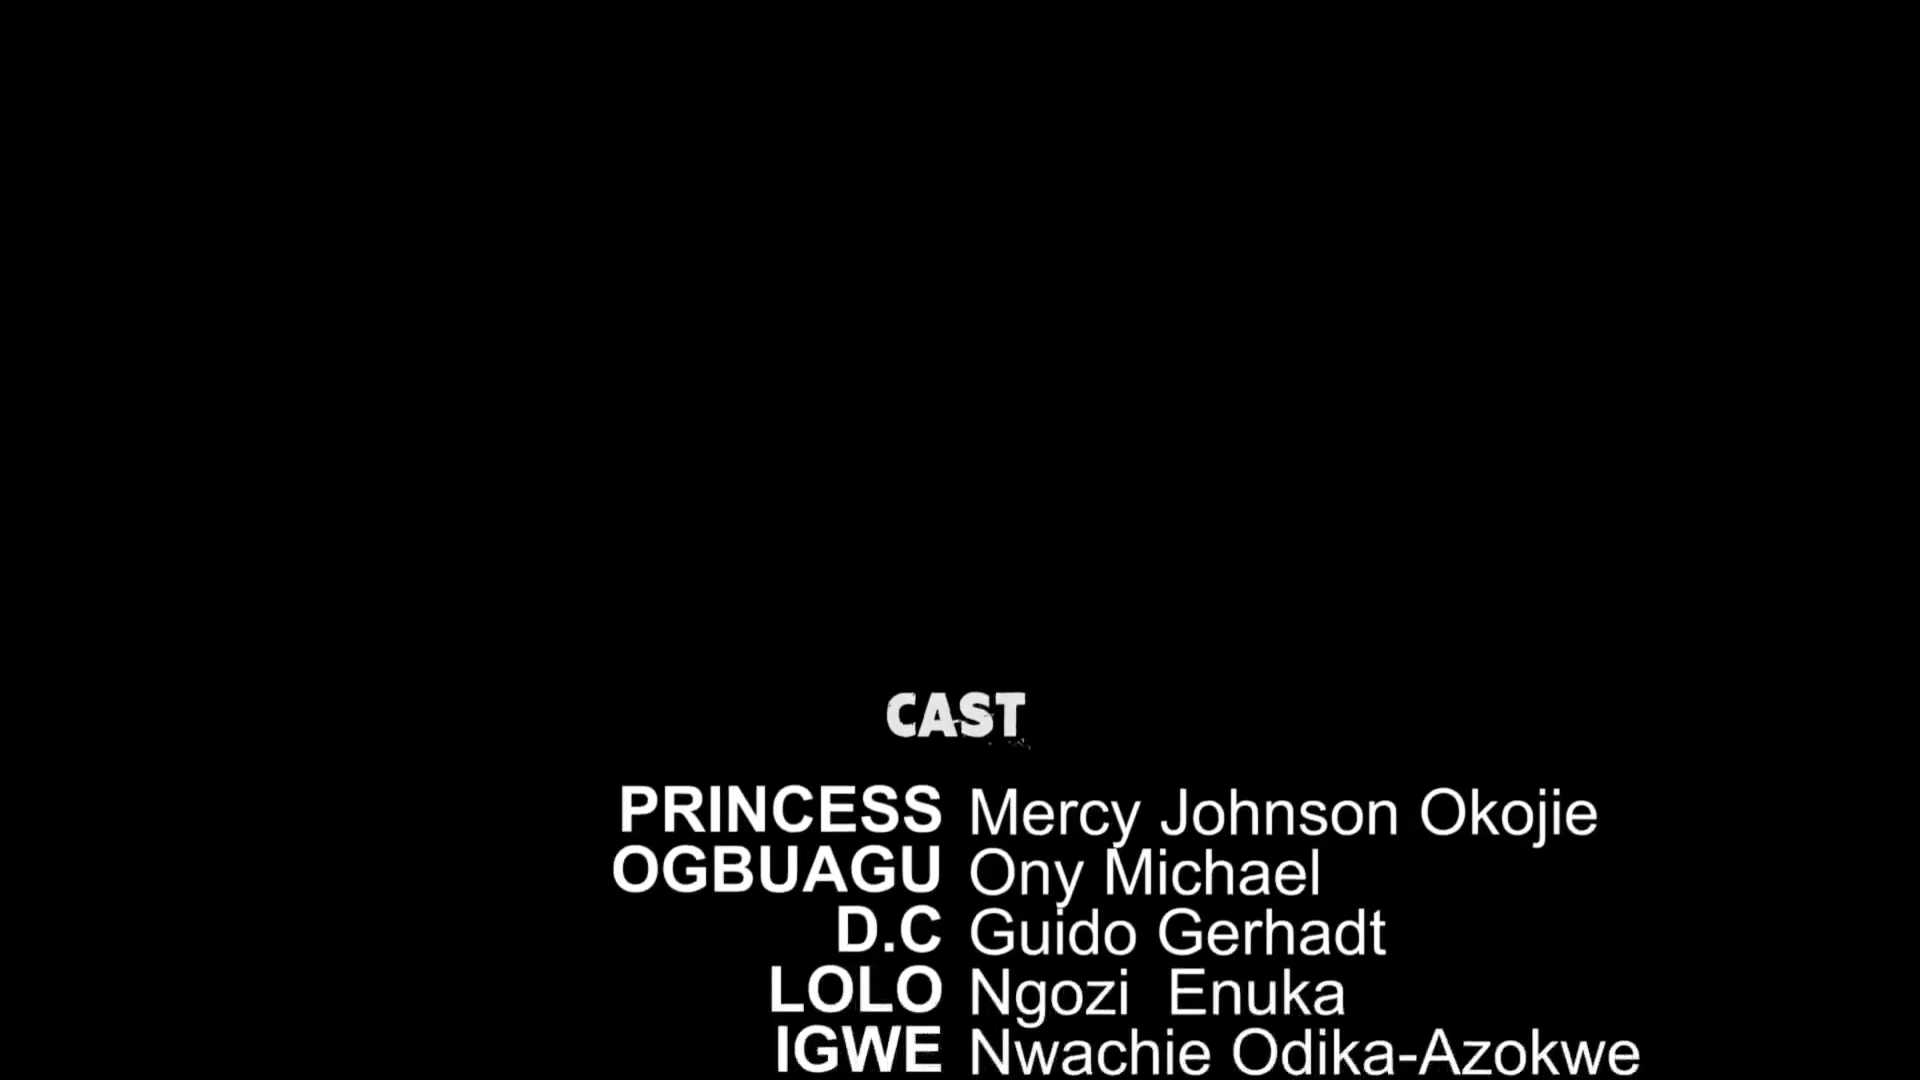 CAST
PRINCESS Mercy Johnson Okojie
OGBUAGU Ony Michael
D.C Guido Gerhadt
LOLO Ngozi  Enuka
IGWE Nwachie Odika-Azokwe